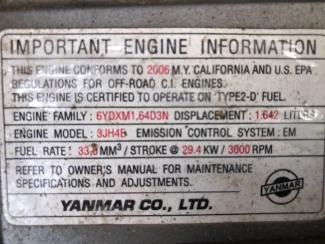 IMPORTANT ENGINE INFORMATION
THIS ENGINE CONFORMS TO 2006 M.Y. CALIFORNIA AND U.S. EPA
REGULATIONS FOR OFF-ROAD C.I. ENGINES.
THIS ENGINE IS CERTIFIED TO OPERATE ON "TYPE2-D" FUEL.
ENGINE FAMILY : 6YDXM1.64D3N DISPLACEMENT : 1.642 LITERS
ENGINE MODEL : 3JH4E EMISSION CONTROL SYSTEM : EM
FUEL RATE : MM³ / STROKE @ 29.4 KW / 3000 RPM
REFER TO OWNER'S MANUAL FOR MAINTENANCE
SPECIFICATIONS AND ADJUSTMENTS.
YANMAR
YANMAR CO., LTD.